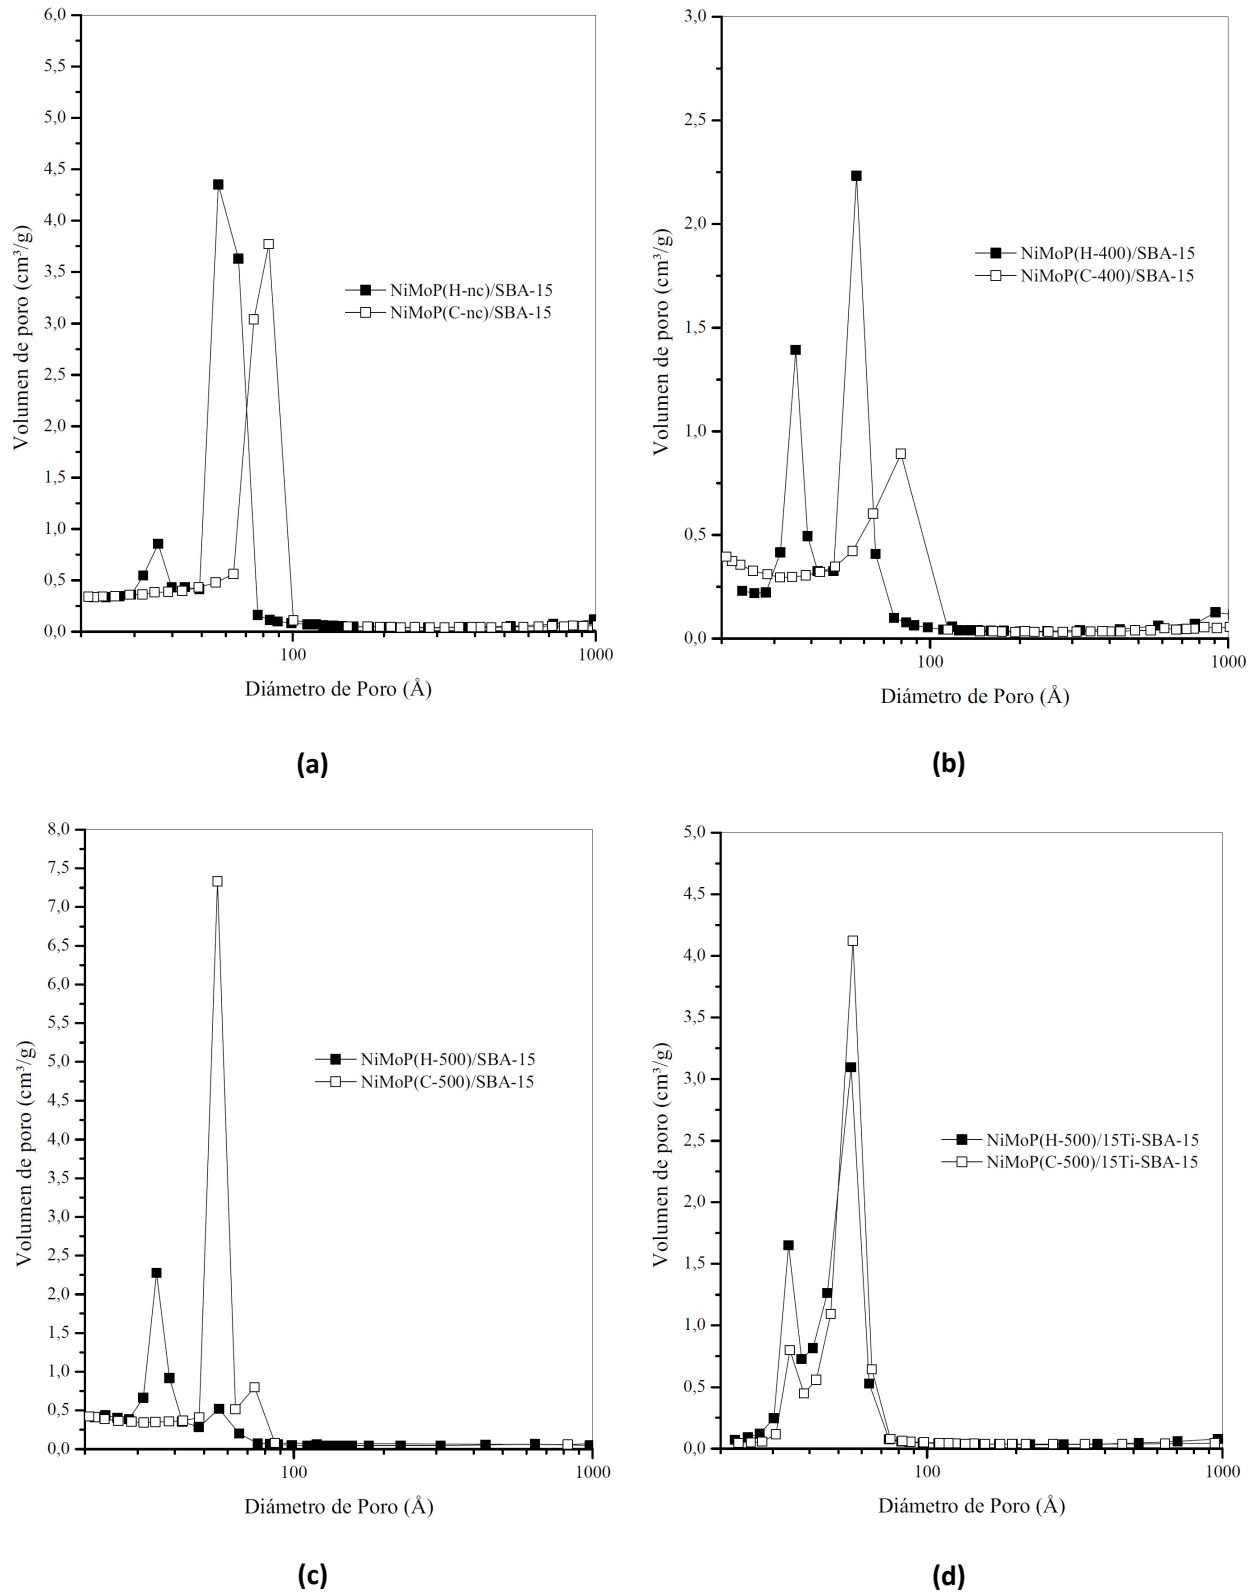 6,0
5,5
5,0
4,5
4,0
3,5
3,0
2,5
2,0
1,5
1,0
0,5
0,0
Volumen de poro (cm³/g)
NiMoP(H-nc)/SBA-15
NiMoP(C-nc)/SBA-15
100
1000
Diámetro de Poro (Å)
(a)
3,0
2,5
2,0
1,5
1,0
0,5
0,0
Volumen de poro (cm³/g)
NiMoP(H-400)/SBA-15
NiMoP(C-400)/SBA-15
100
1000
Diámetro de Poro (Å)
(b)
8,0
7,5
7,0
6,5
6,0
5,5
5,0
4,5
4,0
3,5
3,0
2,5
2,0
1,5
1,0
0,5
0,0
Volumen de poro (cm³/g)
NiMoP(H-500)/SBA-15
NiMoP(C-500)/SBA-15
100
1000
Diámetro de Poro (Å)
(c)
5,0
4,5
4,0
3,5
3,0
2,5
2,0
1,5
1,0
0,5
0,0
Volumen de poro (cm³/g)
NiMoP(H-500)/15Ti-SBA-15
NiMoP(C-500)/15Ti-SBA-15
100
1000
Diámetro de Poro (Å)
(d)